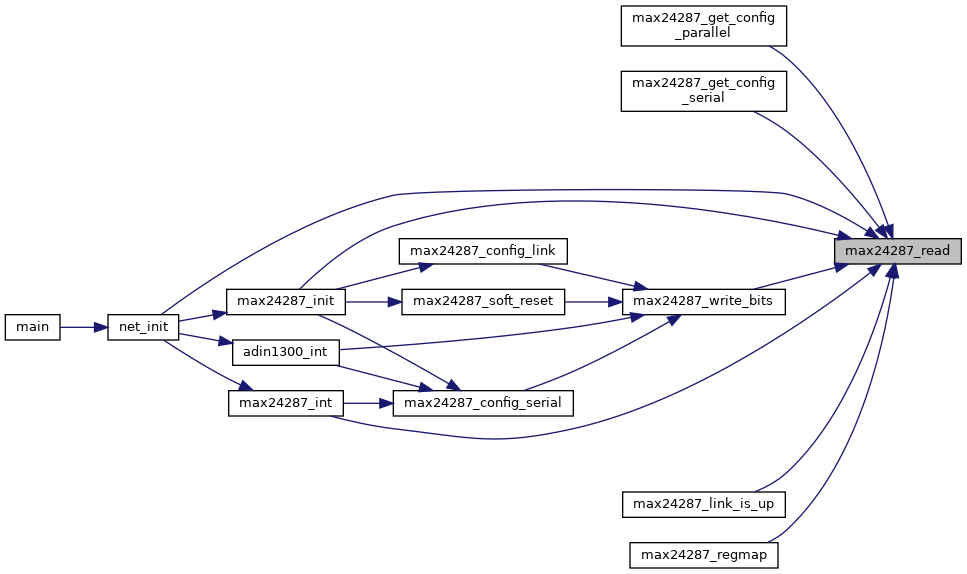 max24287_get_config
_parallel
max24287_get_config
_serial
max24287_read
max24287_config_link
max24287_init
max24287_soft_reset
max24287_write_bits
main
net_init
adin1300_int
max24287_int
max24287_config_serial
max24287_link_is_up
max24287_regmap